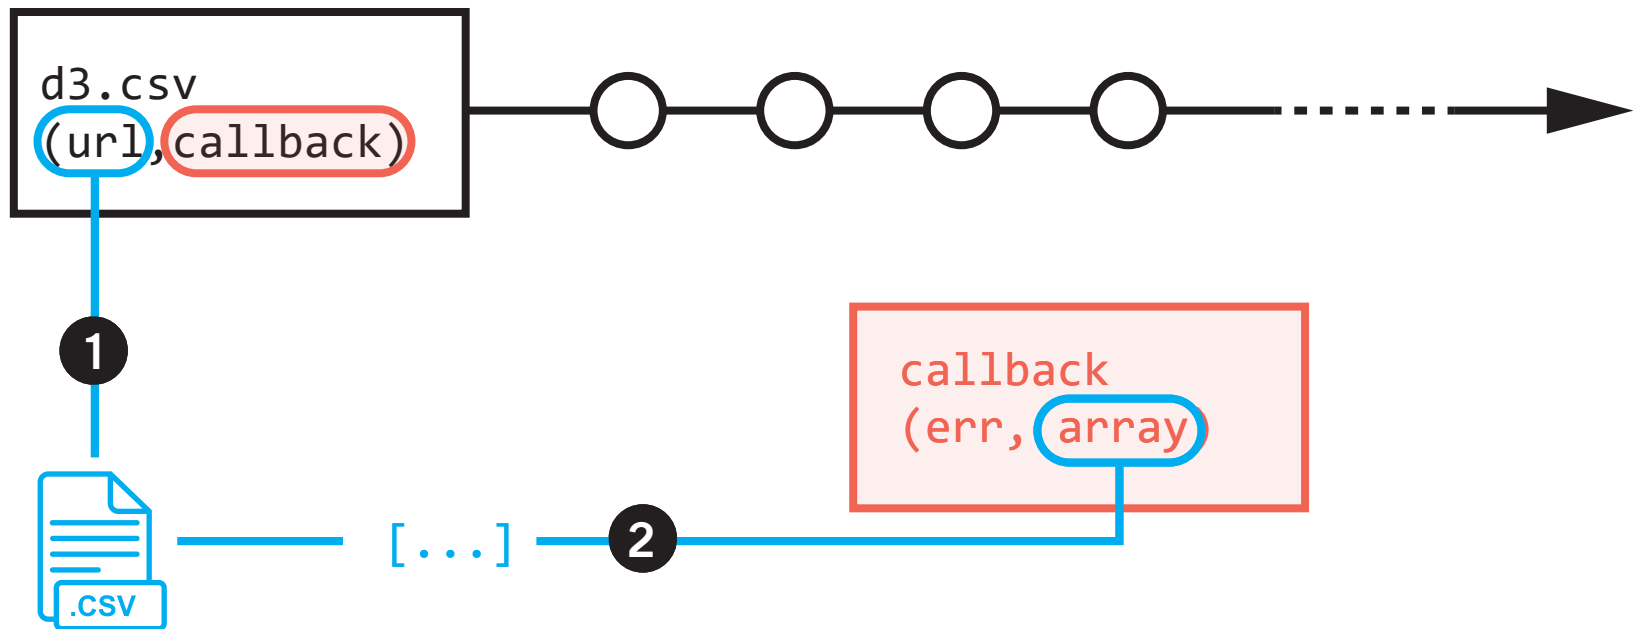 d3.csv
(url,callback)
1
callback
(err, array)
[...]
2
.CSV